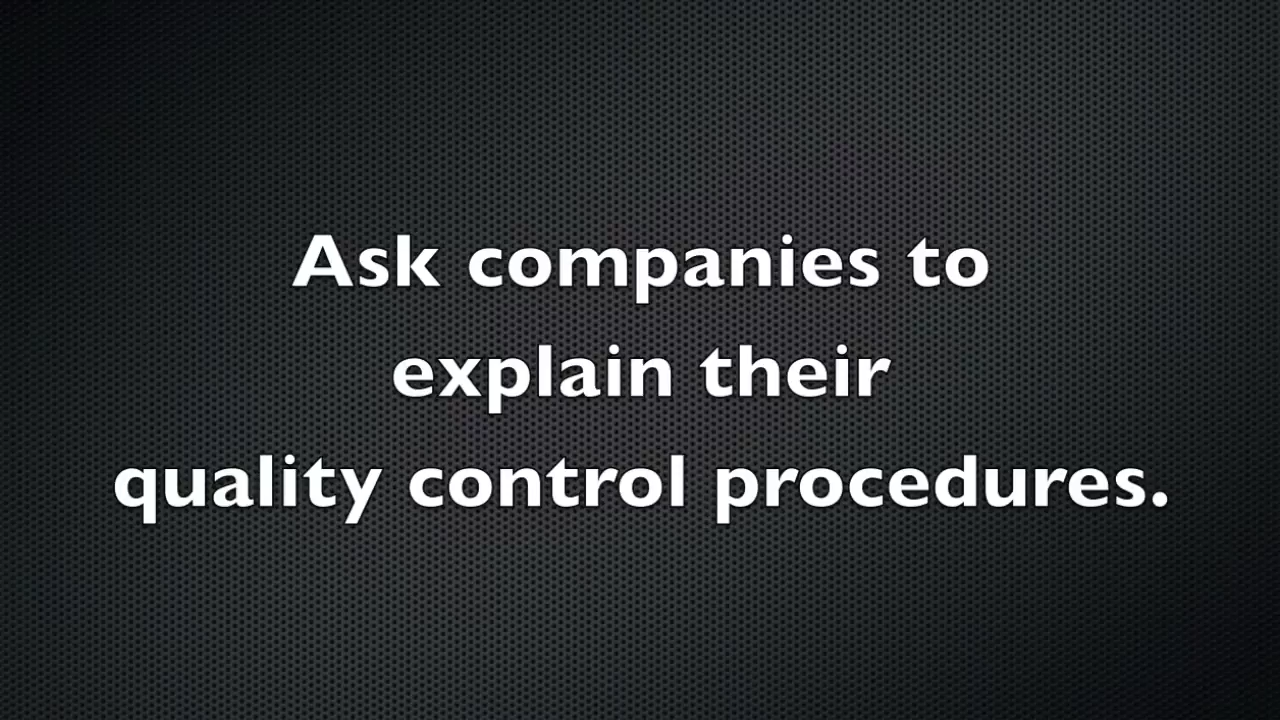 Ask companies to
explain their
quality control procedures.